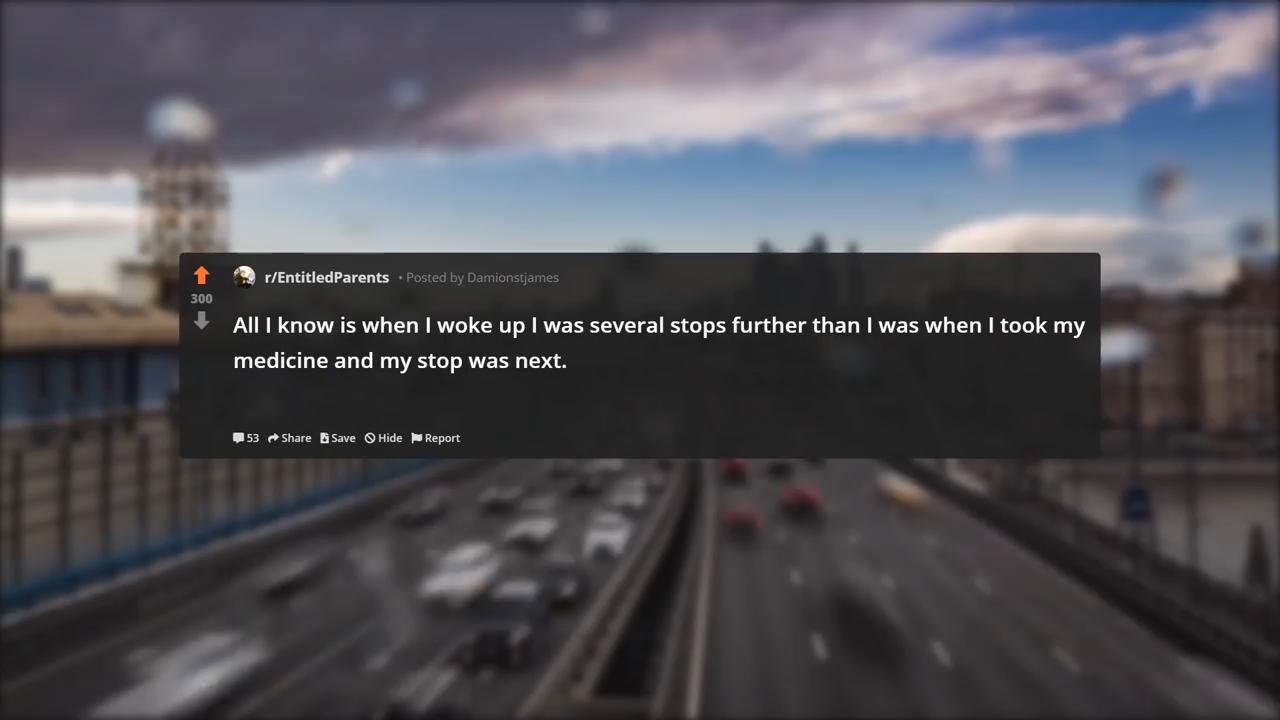 r/EntitledParents • Posted by Damionstjames
300
All I know is when I woke up I was several stops further than I was when I took my
medicine and my stop was next.
53 Share Save Hide Report